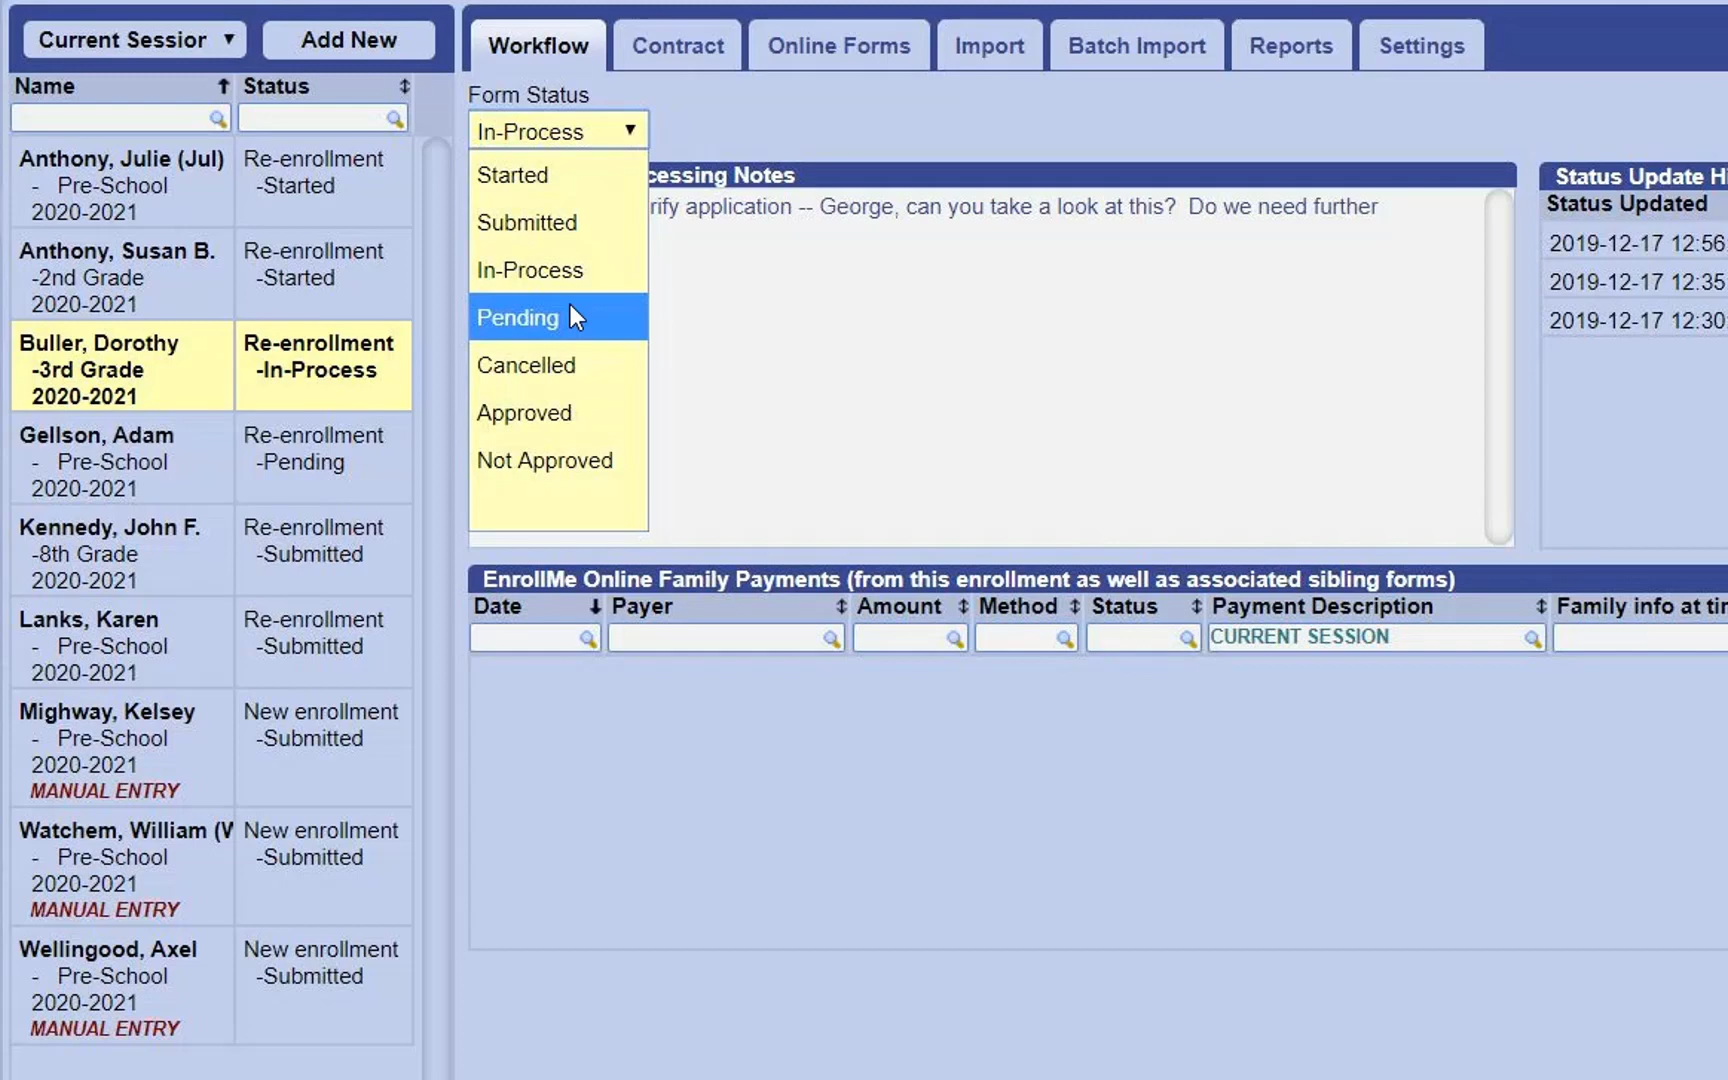 Current Session
Add New
Workflow
Contract
Online Forms
Import
Batch Import
Reports
Settings
Name
Status
Anthony, Julie (Jul)
- Pre-School
2020-2021
Re-enrollment
-Started
Anthony, Susan B.
-2nd Grade
2020-2021
Re-enrollment
-Started
Buller, Dorothy
-3rd Grade
2020-2021
Re-enrollment
-In-Process
Gellson, Adam
- Pre-School
2020-2021
Re-enrollment
-Pending
Kennedy, John F.
-8th Grade
2020-2021
Re-enrollment
-Submitted
Lanks, Karen
- Pre-School
2020-2021
Re-enrollment
-Submitted
Mighway, Kelsey
- Pre-School
2020-2021
MANUAL ENTRY
New enrollment
-Submitted
Watchem, William (W
- Pre-School
2020-2021
MANUAL ENTRY
New enrollment
-Submitted
Wellingood, Axel
- Pre-School
2020-2021
MANUAL ENTRY
New enrollment
-Submitted
Form Status
In-Process
Started
Submitted
In-Process
Pending
Cancelled
Approved
Not Approved
cessing Notes
rify application -- George, can you take a look at this? Do we need further
Status Update Hi
Status Updated
2019-12-17 12:56
2019-12-17 12:35
2019-12-17 12:30
EnrollMe Online Family Payments (from this enrollment as well as associated sibling forms)
Date
Payer
Amount
Method
Status
Payment Description
Family info at tin
CURRENT SESSION